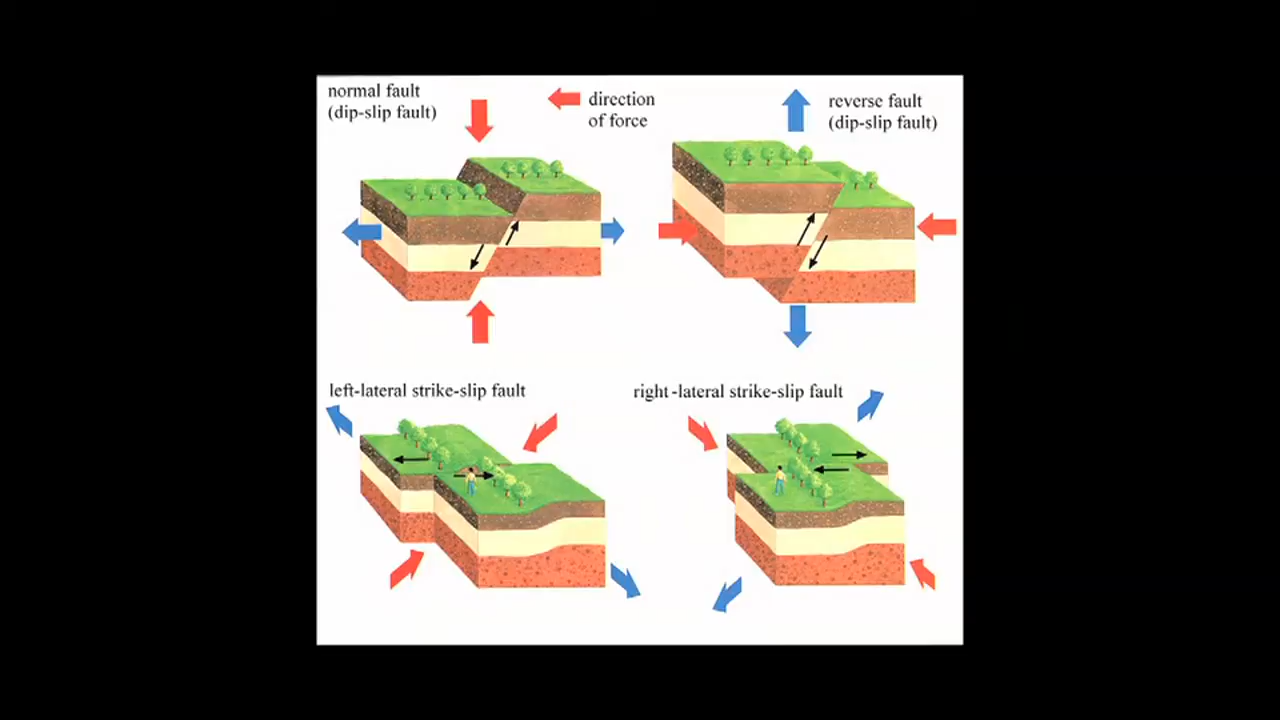 normal fault
(dip-slip fault)
direction
of force
reverse fault
(dip-slip fault)
left-lateral strike-slip fault
right-lateral strike-slip fault